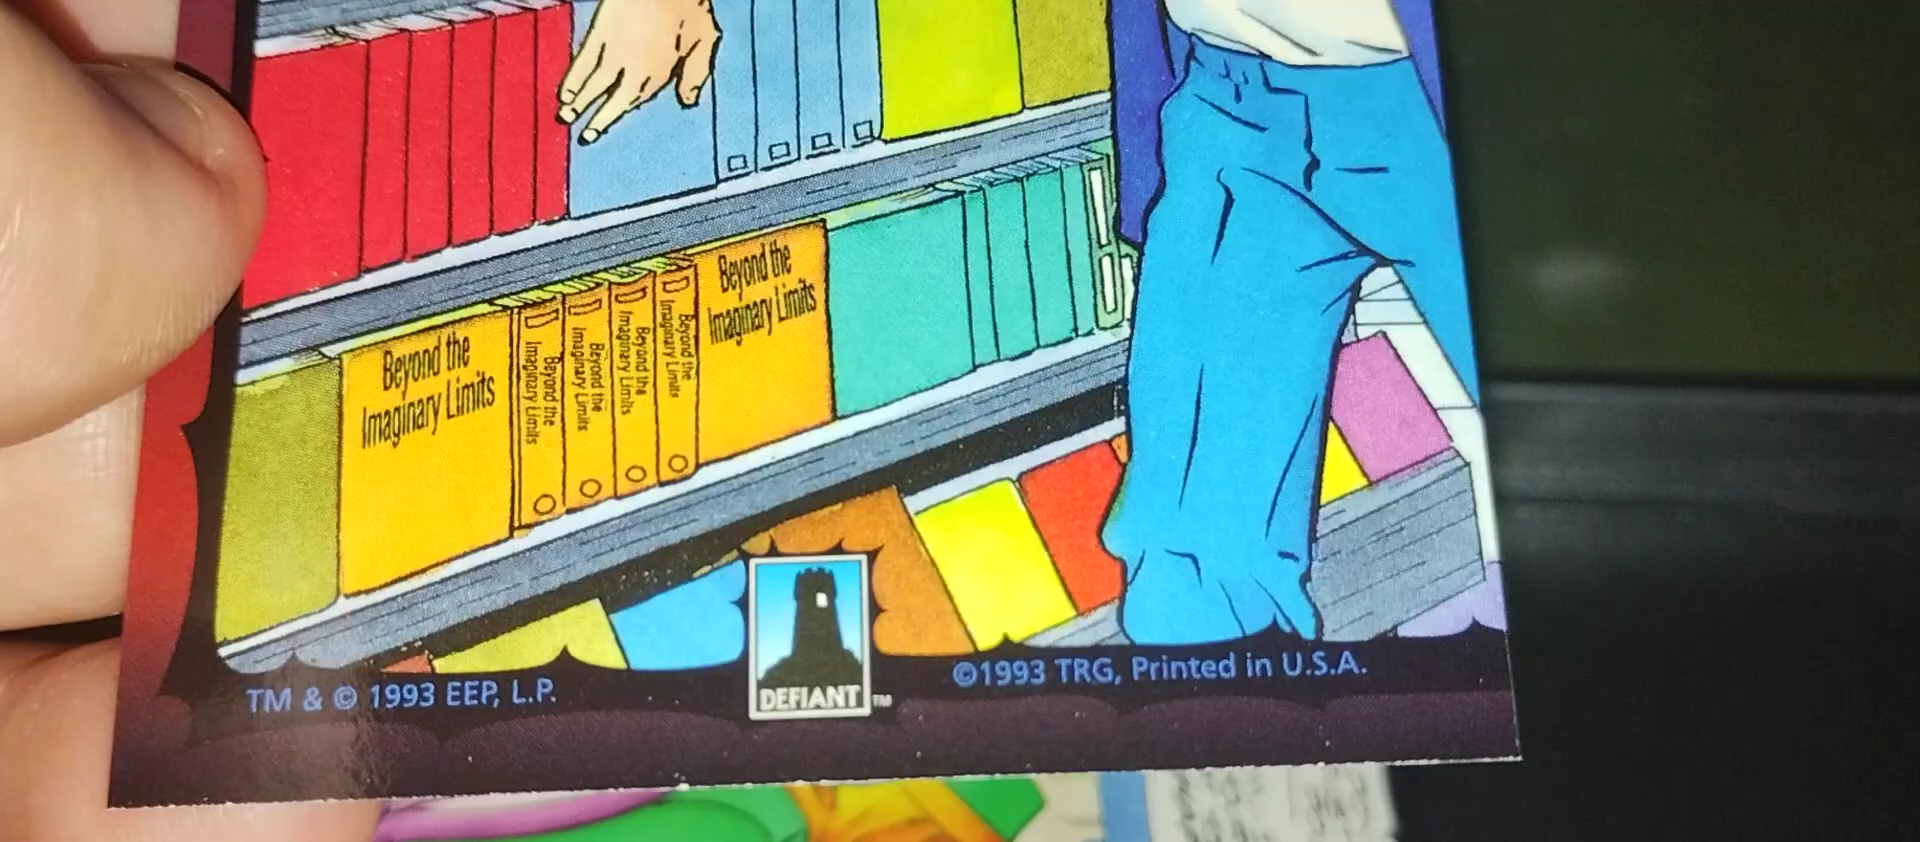 Beyond the
Imaginary Limits
Beyond the
Imaginary Limits
Beyond the
Imaginary Limits
Beyond the
Imaginary Limits
Beyond the
Imaginary Limits
Beyond the
Imaginary Limits
TM & © 1993 EEP, L.P.
DEFIANT TM
©1993 TRG, Printed in U.S.A.